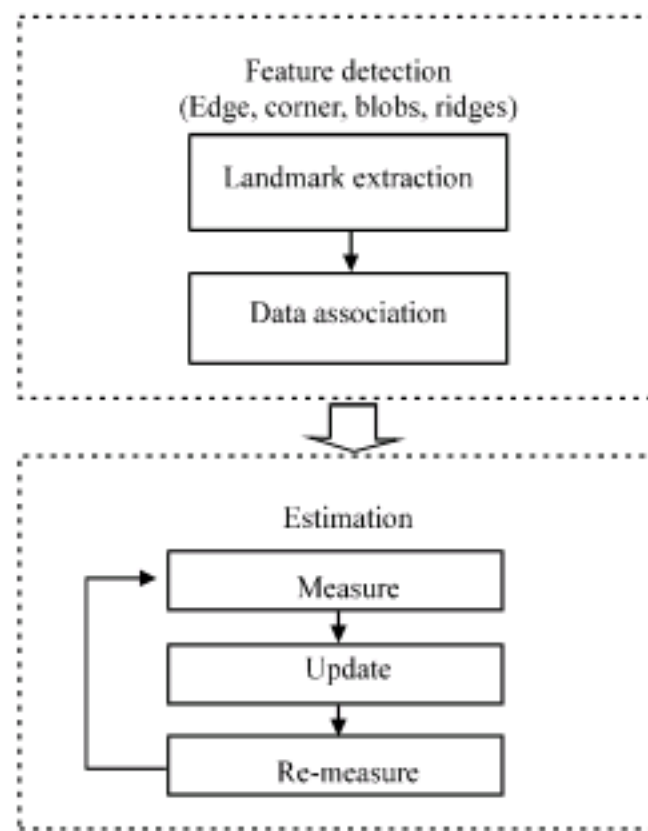 Feature detection
(Edge, corner, blobs, ridges)
Landmark extraction
Data association
Estimation
Measure
Update
Re-measure